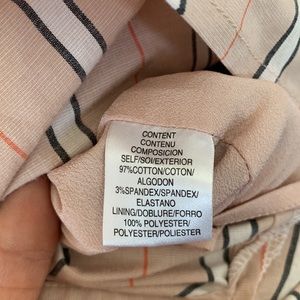 CONTENT
CONTENU
COMPOSICION
SELF/SOI/EXTERIOR
97%COTTON/COTON/
ALGODON
3%SPANDEX/SPANDEX/
ELASTANO
LINING/DOBLURE/FORRO
100% POLYESTER/
POLYESTER/POLIESTER